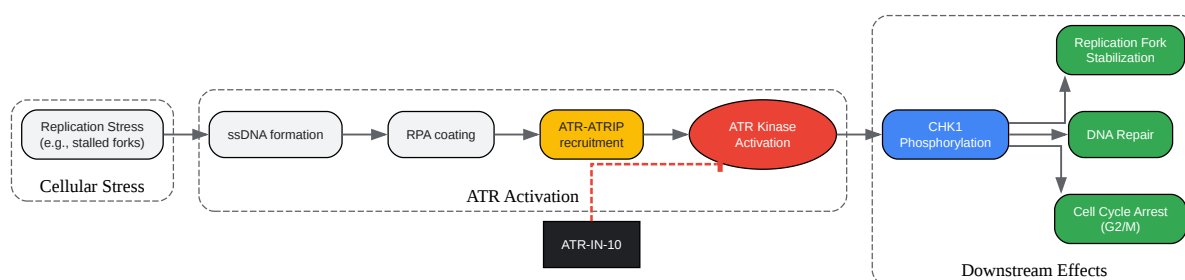 Replication Stress
(e.g., stalled forks)
Cellular Stress
ssDNA formation
RPA coating
ATR-ATRIP
recruitment
ATR Kinase
Activation
ATR Activation
ATR-IN-10
CHK1
Phosphorylation
Replication Fork
Stabilization
DNA Repair
Cell Cycle Arrest
(G2/M)
Downstream Effects